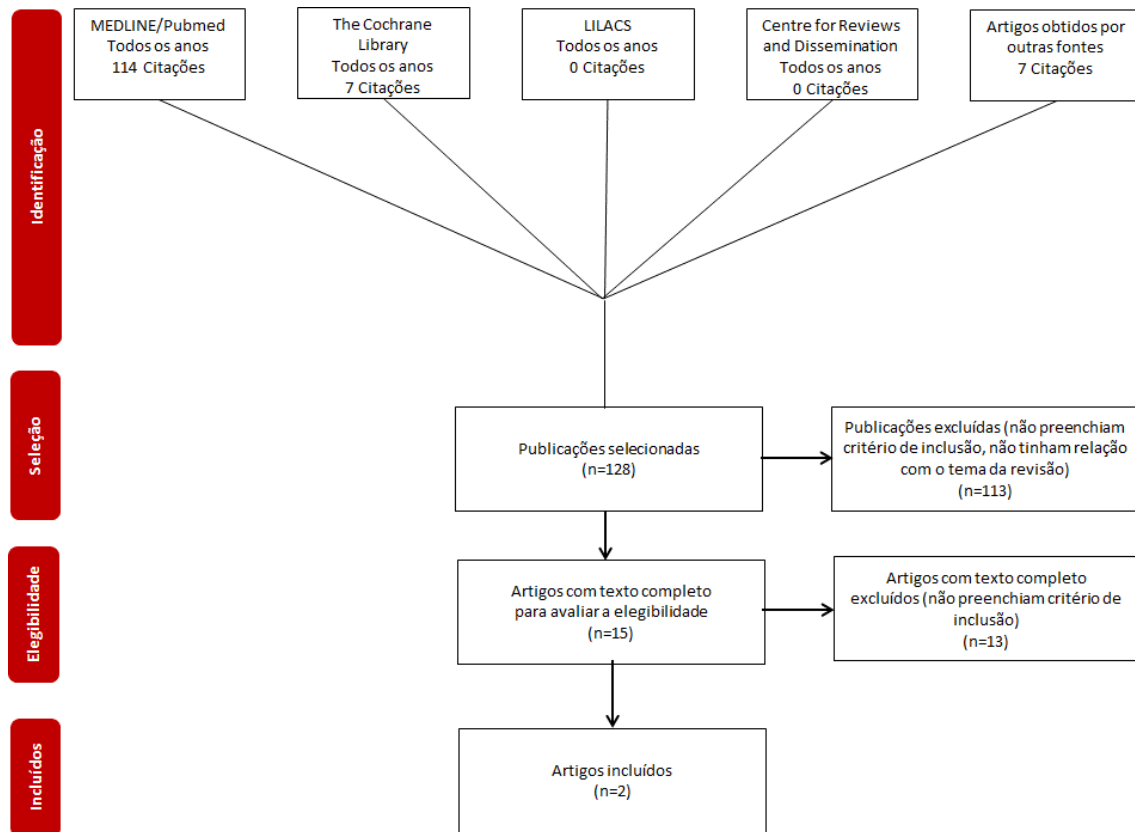 MEDLINE/Pubmed
Todos os anos
114 Citações
The Cochrane
Library
Todos os anos
7 Citações
LILACS
Todos os anos
0 Citações
Centre for Reviews
and Dissemination
Todos os anos
0 Citações
Artigos obtidos por
outras fontes
7 Citações
Identificação
Seleção
Publicações selecionadas
(n=128)
Publicações excluídas (não preenchiam
critério de inclusão, não tinham relação
com o tema da revisão)
(n=113)
Elegibilidade
Artigos com texto completo
para avaliar a elegibilidade
(n=15)
Artigos com texto completo
excluídos (não preenchiam critério de
inclusão)
(n=13)
Incluídos
Artigos incluídos
(n=2)